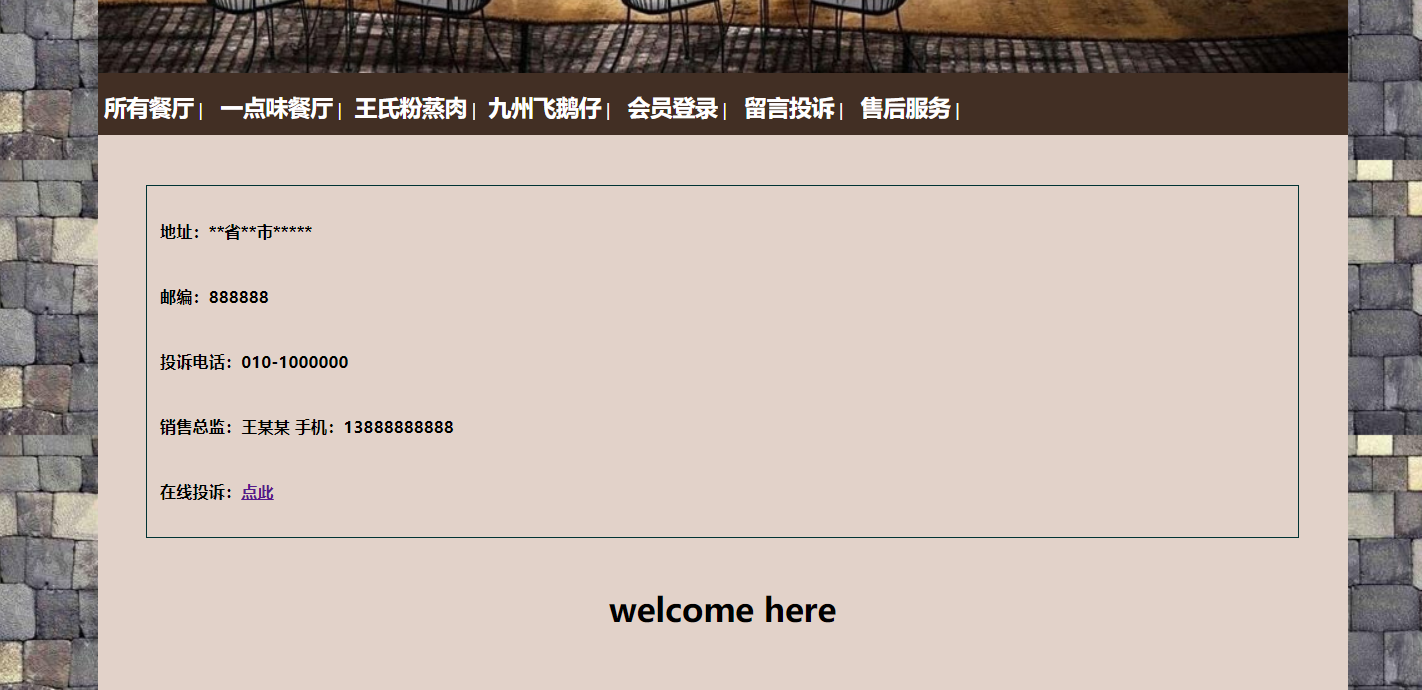 所有餐厅 | 一点味餐厅 | 王氏粉蒸肉 | 九州飞鹅仔 | 会员登录 | 留言投诉 | 售后服务 |
地址：**省**市*****
邮编：888888
投诉电话：010-1000000
销售总监：王某某 手机：13888888888
在线投诉：点此
welcome here